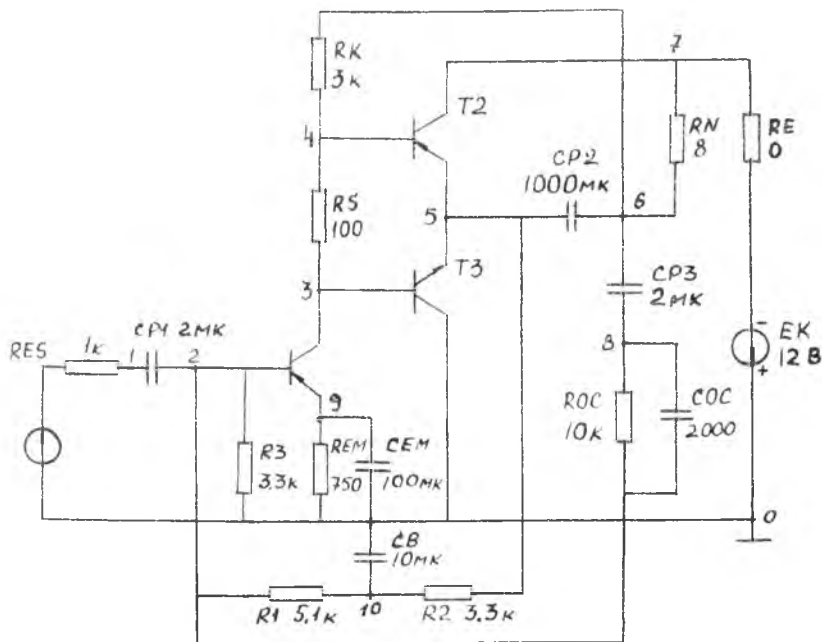 RK
3к
7
T2
4
RN
8
RE
0
CP2
1000мк
RS
100
5
6
T3
3
CP3
2мк
CP1 2мк
RES
1к
1
2
EK
12 В
8
9
ROC
10к
COC
2000
R3
3.3к
REM
750
CEM
100мк
0
CB
10мк
R1 5.1к
10
R2 3.3к